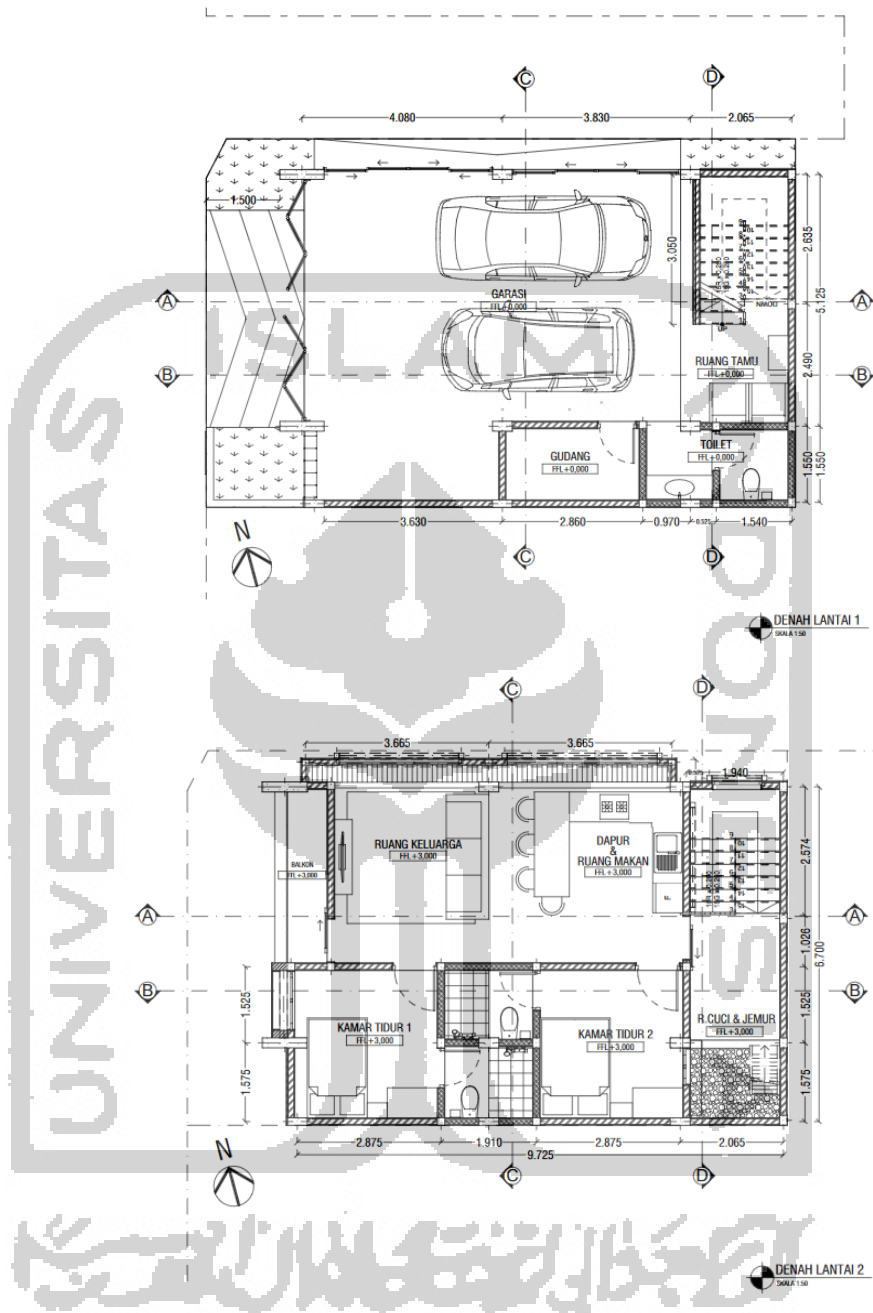 C
D
4.080
3.830
2.065
1.500
3.050
2.635
5.125
GARASI
FFL+0,000
A
A
DOWN
UP
RUANG TAMU
FFL+0,000
2.490
B
B
TOILET
FFL+0,000
GUDANG
FFL+0,000
1.550
1.550
3.630
2.860
0.970
0.525
1.540
N
C
D
DENAH LANTAI 1
SKALA 1:50
C
D
3.665
3.665
1.940
RUANG KELUARGA
FFL+3,000
DAPUR
&
RUANG MAKAN
FFL+3,000
BALKON
FFL+3,000
2.574
A
A
1.026
6.700
B
B
1.525
1.525
KAMAR TIDUR 1
FFL+3,000
KAMAR TIDUR 2
FFL+3,000
R.CUCI & JEMUR
FFL+3,000
1.575
1.575
2.875
1.910
2.875
2.065
9.725
N
C
D
DENAH LANTAI 2
SKALA 1:50
UNIVERSITAS
ISLAM